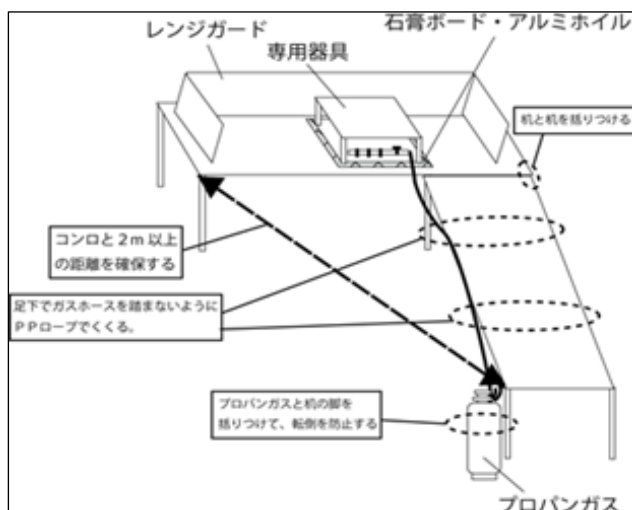 レンジガード
石膏ボード・アルミホイル
専用器具
机と机を括りつける
コンロと2m以上
の距離を確保する
足下でガスホースを踏まないように
PPロープでくくる。
プロパンガスと机の脚を
括りつけて、転倒を防止する
プロパンガス